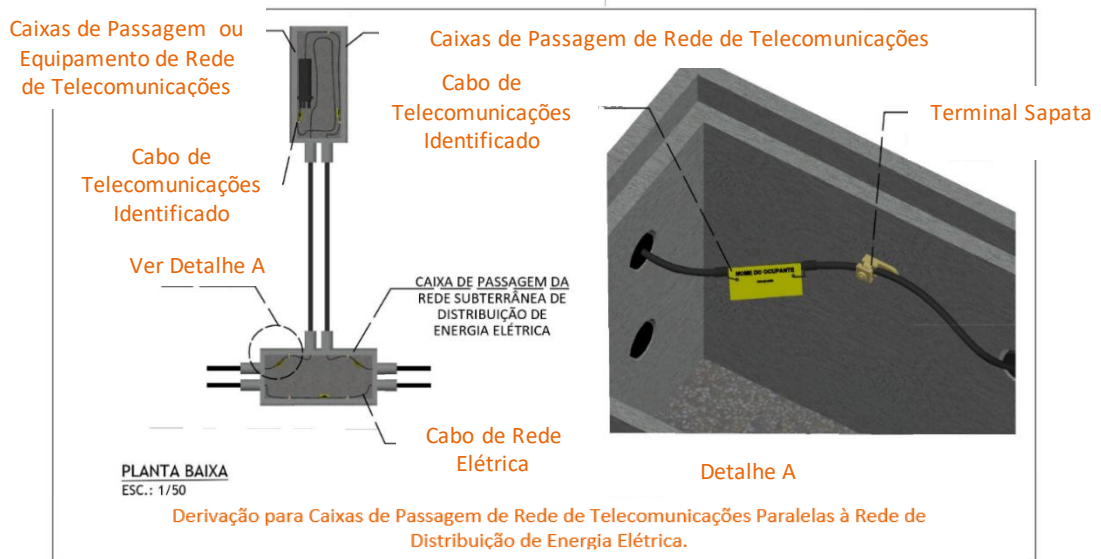 Caixas de Passagem ou
Equipamento de Rede
de Telecomunicações
Caixas de Passagem de Rede de Telecomunicações
Cabo de
Telecomunicações
Identificado
Terminal Sapata
Cabo de
Telecomunicações
Identificado
Ver Detalhe A
CAIXA DE PASSAGEM DA
REDE SUBTERRÂNEA DE
DISTRIBUIÇÃO DE
ENERGIA ELÉTRICA
NOME DO OCUPANTE
Cabo de Rede
Elétrica
Detalhe A
PLANTA BAIXA
ESC.: 1/50
Derivação para Caixas de Passagem de Rede de Telecomunicações Paralelas à Rede de
Distribuição de Energia Elétrica.